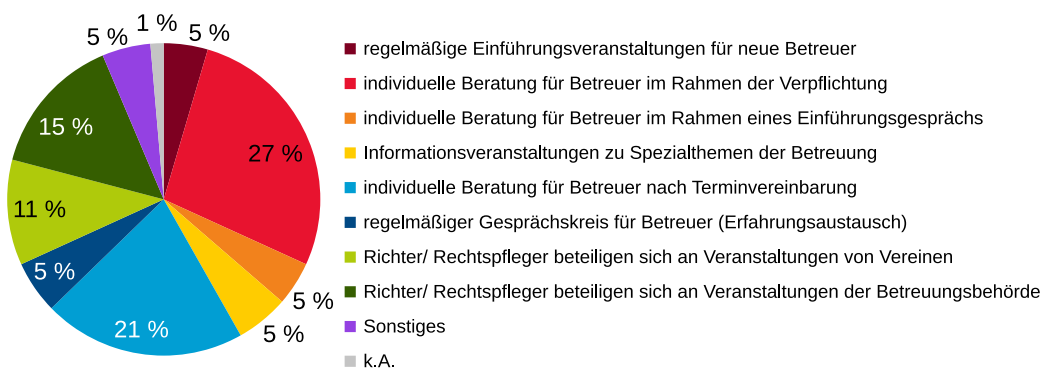 5 %
1 %
5 %
27 %
5 %
5 %
21 %
5 %
11 %
15 %
regelmäßige Einführungsveranstaltungen für neue Betreuer
individuelle Beratung für Betreuer im Rahmen der Verpflichtung
individuelle Beratung für Betreuer im Rahmen eines Einführungsgesprächs
Informationsveranstaltungen zu Spezialthemen der Betreuung
individuelle Beratung für Betreuer nach Terminvereinbarung
regelmäßiger Gesprächskreis für Betreuer (Erfahrungsaustausch)
Richter/ Rechtspfleger beteiligen sich an Veranstaltungen von Vereinen
Richter/ Rechtspfleger beteiligen sich an Veranstaltungen der Betreuungsbehörde
Sonstiges
k.A.